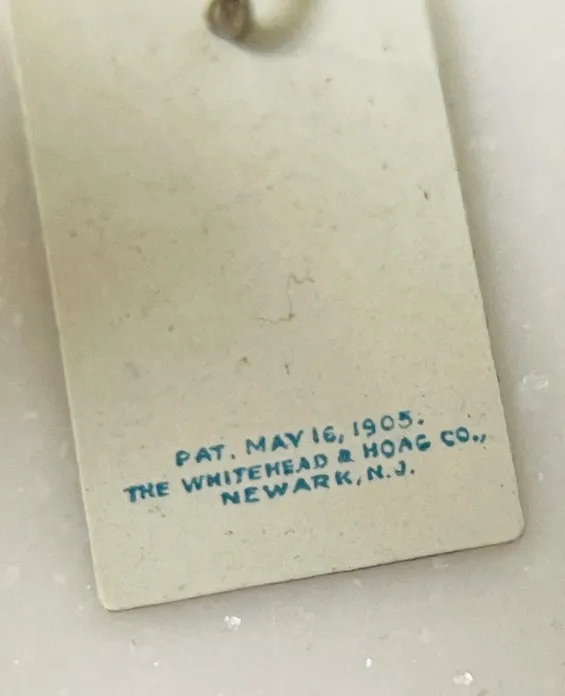 PAT. MAY 16, 1905.
THE WHITEHEAD & HOAG CO.,
NEWARK, N.J.